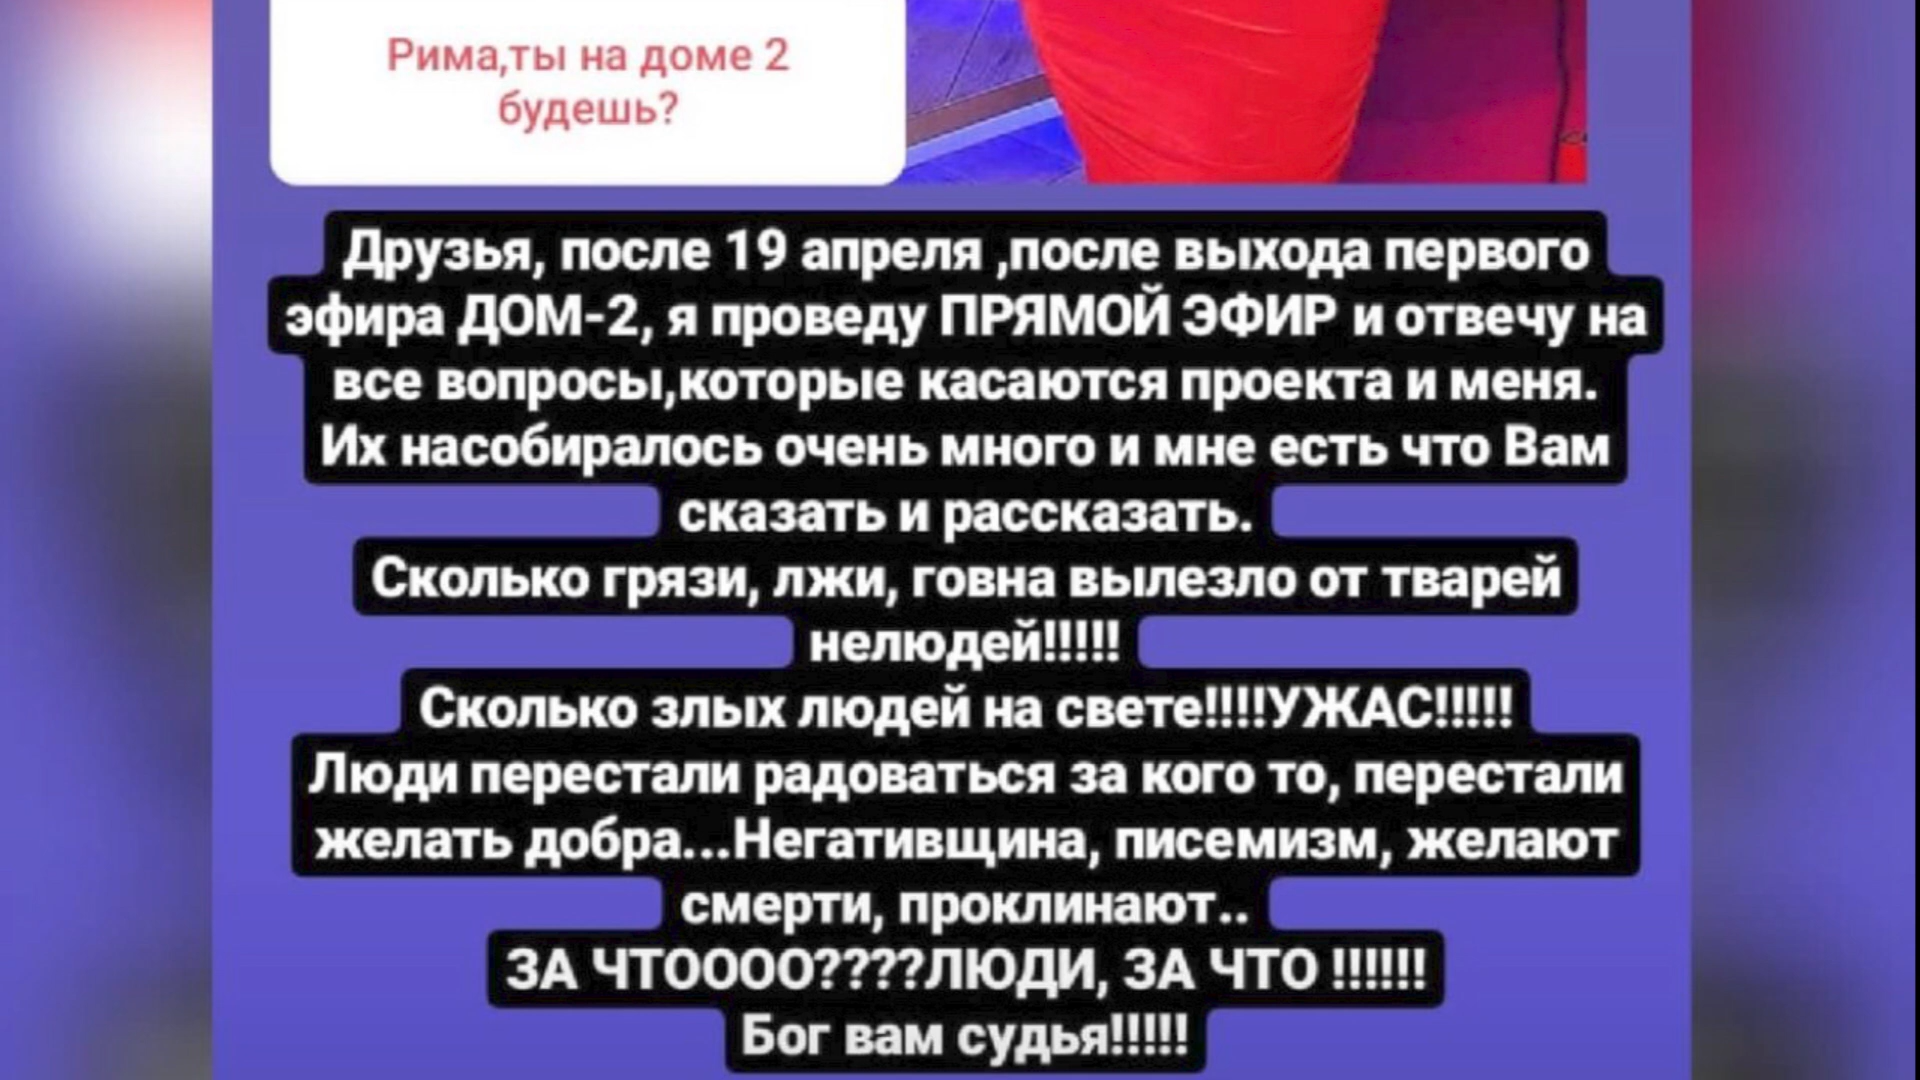 Рима,ты на доме 2
будешь?
Друзья, после 19 апреля ,после выхода первого
эфира ДОМ-2, я проведу ПРЯМОЙ ЭФИР и отвечу на
все вопросы,которые касаются проекта и меня.
Их насобиралось очень много и мне есть что Вам
сказать и рассказать.
Сколько грязи, лжи, говна вылезло от тварей
нелюдей!!!!!
Сколько злых людей на свете!!!!УЖАС!!!!!
Люди перестали радоваться за кого то, перестали
желать добра...Негативщина, писемизм, желают
смерти, проклинают..
ЗА ЧТОООО????ЛЮДИ, ЗА ЧТО !!!!!!
Бог вам судья!!!!!